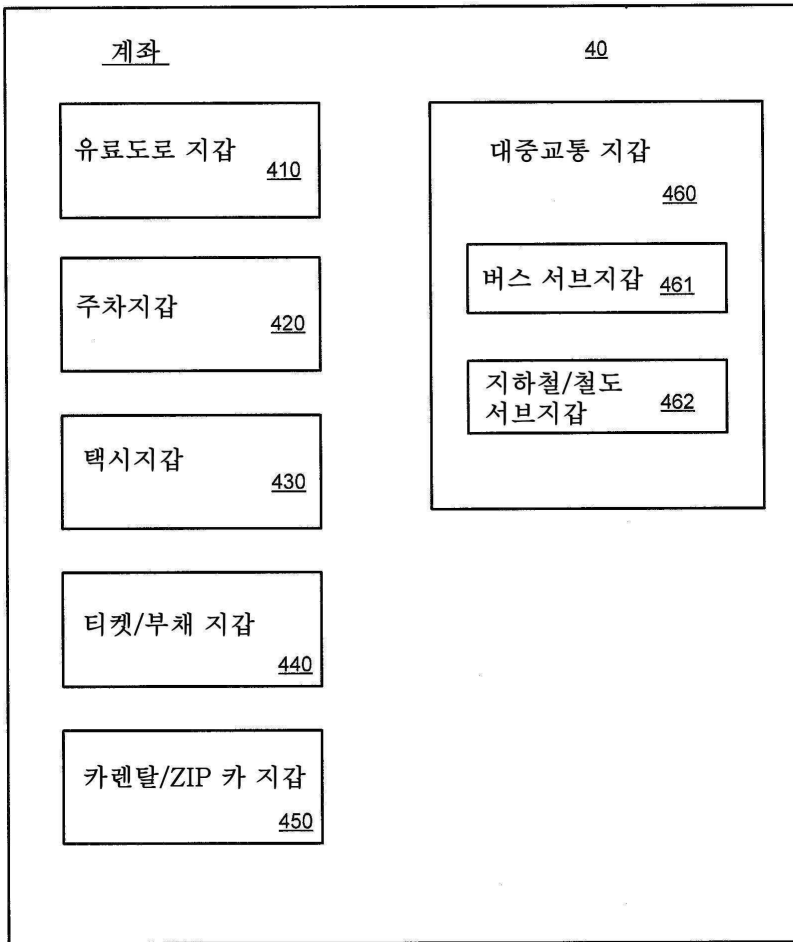 계좌
40
유료도로 지갑
410
주차지갑
420
택시지갑
430
티켓/부채 지갑
440
카렌탈/ZIP 카 지갑
450
대중교통 지갑
460
버스 서브지갑 461
지하철/철도
서브지갑
462